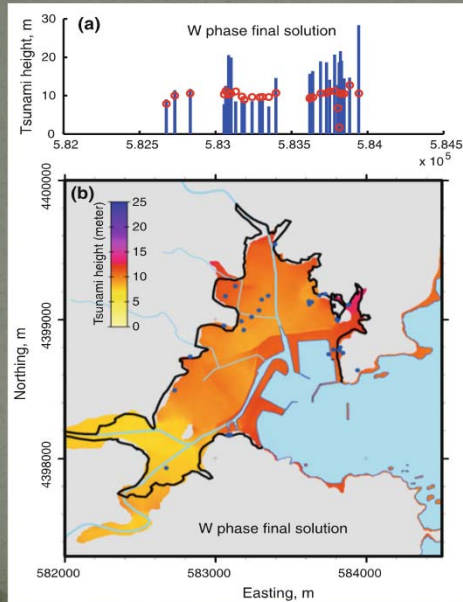 (a)
W phase final solution
Tsunami height, m
30
20
10
0
5.82
5.825
5.83
5.835
5.84
5.845
x 10⁵
(b)
Tsunami height (meter)
25
20
15
10
5
0
Northing, m
4400000
4399000
4398000
W phase final solution
582000
583000
584000
Easting, m